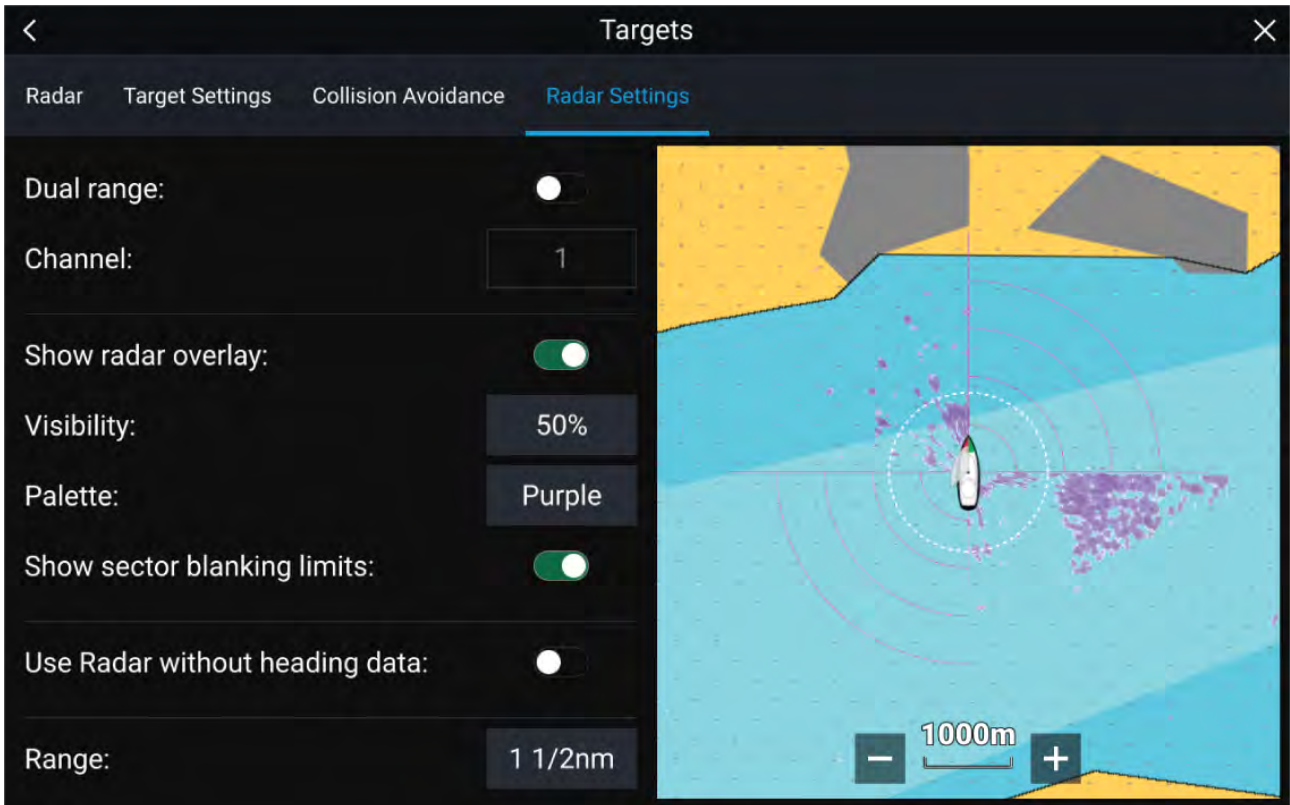 Targets
Radar Target Settings Collision Avoidance Radar Settings
Dual range:
Channel: 1
Show radar overlay:
Visibility: 50%
Palette: Purple
Show sector blanking limits:
Use Radar without heading data:
Range: 1 1/2nm
1000m